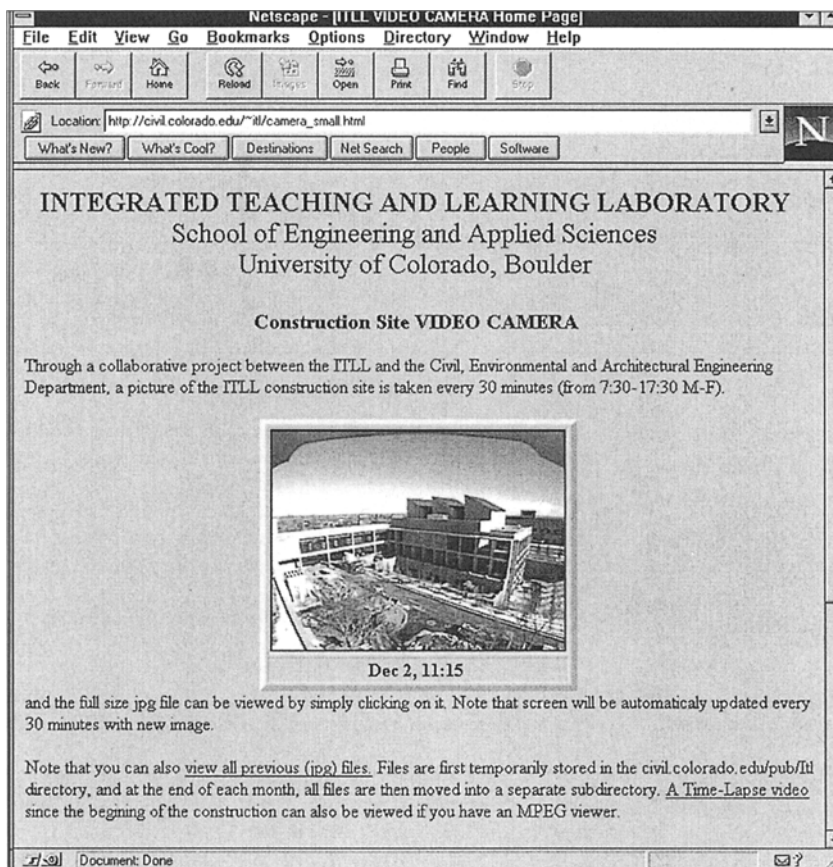 Netscape - [ITLL VIDEO CAMERA Home Page]
File Edit View Go Bookmarks Options Directory Window Help
Back Forward Home Reload Images Open Print Find Stop
Location: http://civil.colorado.edu/~itl/camera_small.html
N
What's New? What's Cool? Destinations Net Search People Software
INTEGRATED TEACHING AND LEARNING LABORATORY
School of Engineering and Applied Sciences
University of Colorado, Boulder
Construction Site VIDEO CAMERA
Through a collaborative project between the ITLL and the Civil, Environmental and Architectural Engineering
Department, a picture of the ITLL construction site is taken every 30 minutes (from 7:30-17:30 M-F).
Dec 2, 11:15
and the full size jpg file can be viewed by simply clicking on it. Note that screen will be automaticaly updated every
30 minutes with new image.
Note that you can also view all previous (jpg) files. Files are first temporarily stored in the civil.colorado.edu/pub/Itl
directory, and at the end of each month, all files are then moved into a separate subdirectory. A Time-Lapse video
since the begining of the construction can also be viewed if you have an MPEG viewer.
Document: Done